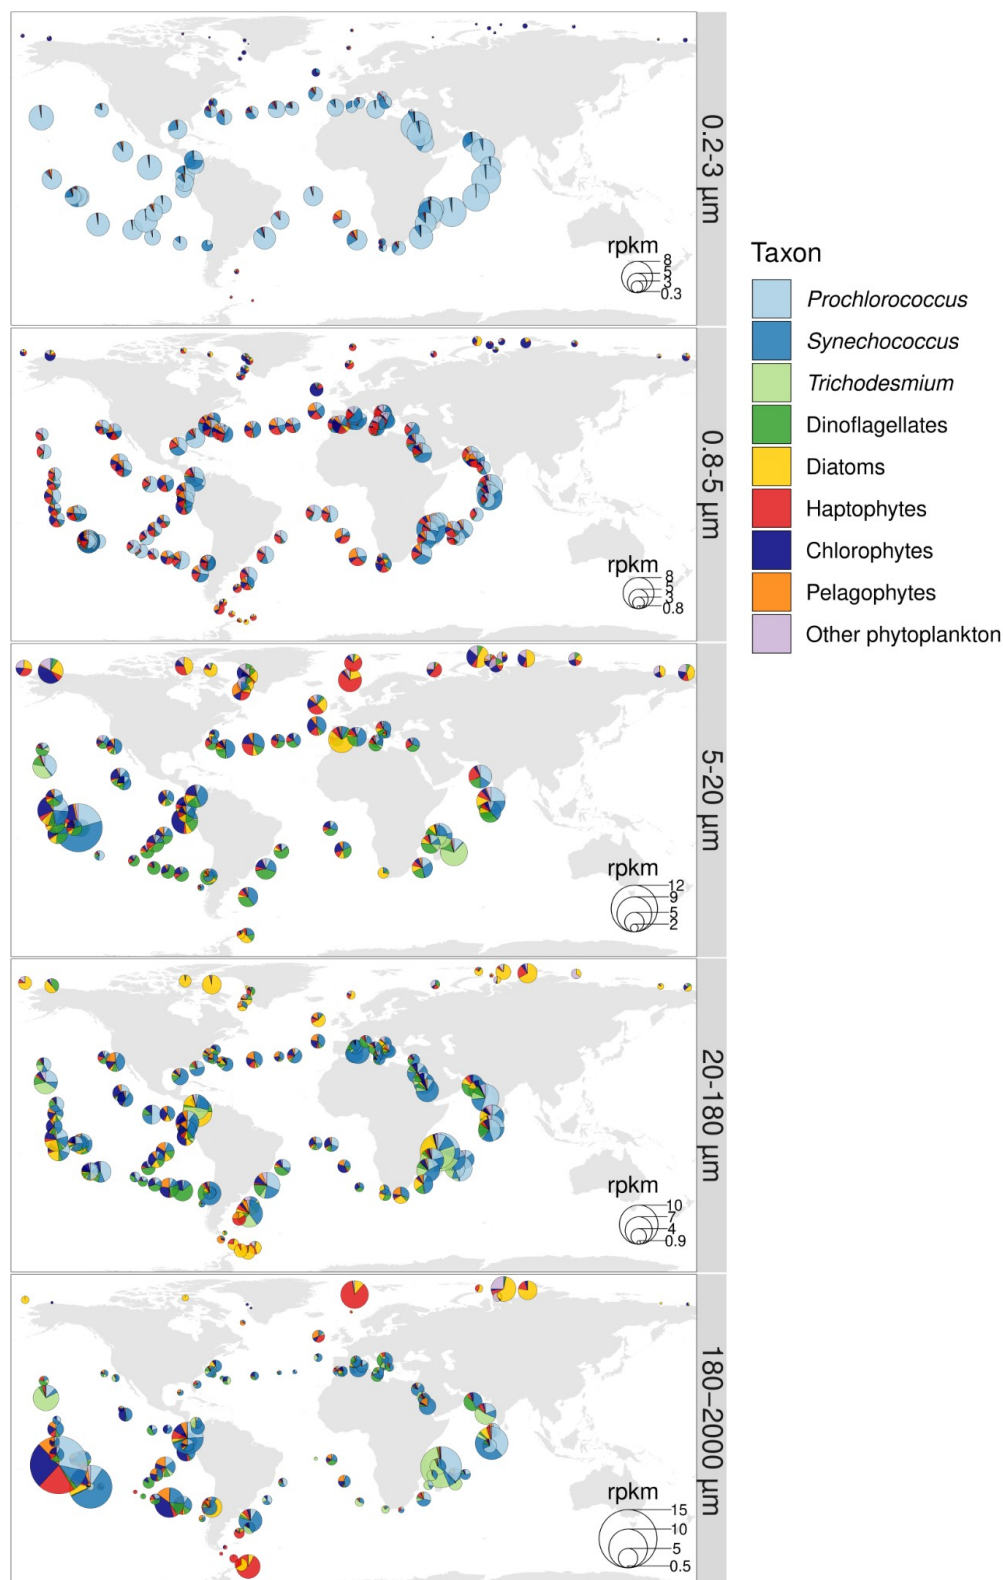 0.2-3 µm
rpkm
8
5
3
0.3
0.8-5 µm
rpkm
8
5
3
0.8
5-20 µm
rpkm
12
9
5
2
20-180 µm
rpkm
10
7
4
0.9
180–2000 µm
rpkm
15
10
5
0.5
Taxon
Prochlorococcus
Synechococcus
Trichodesmium
Dinoflagellates
Diatoms
Haptophytes
Chlorophytes
Pelagophytes
Other phytoplankton